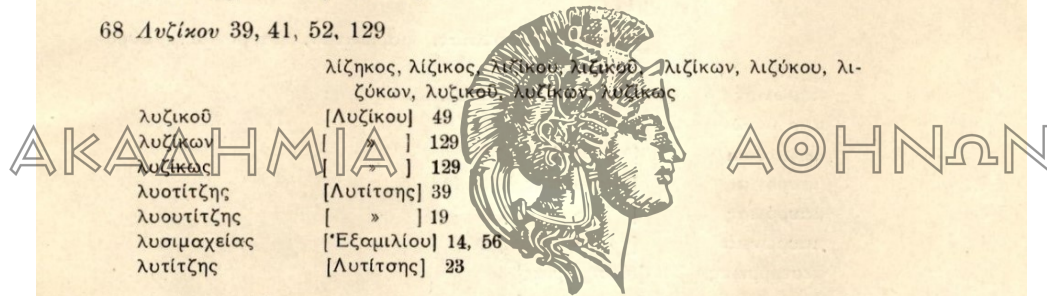 68 Λυζίκου 39, 41, 52, 129
λίζηκος, λίζικος, λιζίκου, λιζικοῦ, λιζίκων, λιζύκου, λι-
ζύκων, λυζικοῦ, λυζίκων, λυζίκως
λυζικοῦ [Λυζίκου] 49
λυζίκων [ » ] 129
λυζίκως [ » ] 129
λυοτίτζης [Λυτίτσης] 39
λυουτίτζης [ » ] 19
λυσιμαχείας [Ἑξαμιλίου] 14, 56
λυτίτζης [Λυτίτσης] 23
ΑΚΑΔΗΜΙΑ ΑΘΗΝΩΝ